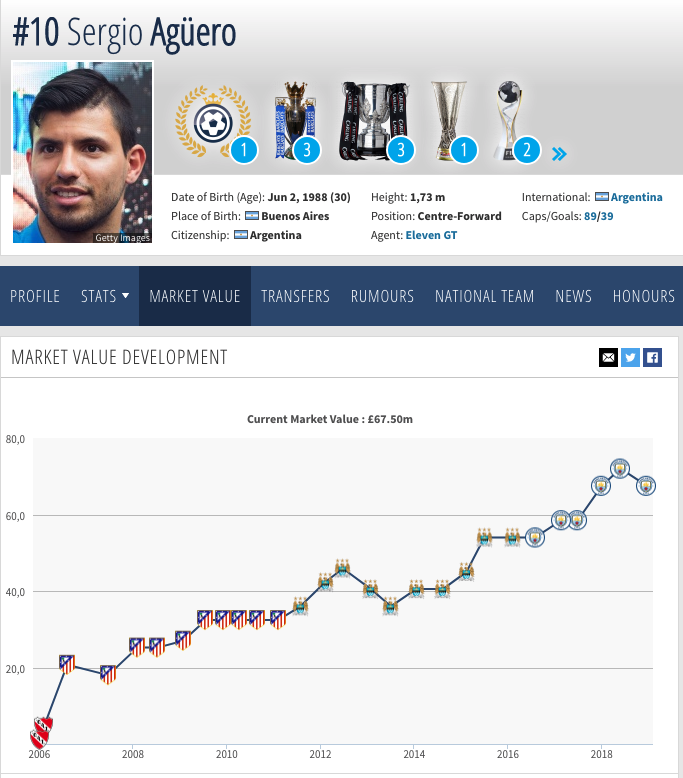 #10 Sergio Agüero
1 3 3 1 2 »
Getty Images
Date of Birth (Age): Jun 2, 1988 (30)
Place of Birth: Buenos Aires
Citizenship: Argentina
Height: 1,73 m
Position: Centre-Forward
Agent: Eleven GT
International: Argentina
Caps/Goals: 89/39
PROFILE STATS MARKET VALUE TRANSFERS RUMOURS NATIONAL TEAM NEWS HONOURS
MARKET VALUE DEVELOPMENT
Current Market Value : £67.50m
80,0
60,0
40,0
20,0
2006 2008 2010 2012 2014 2016 2018